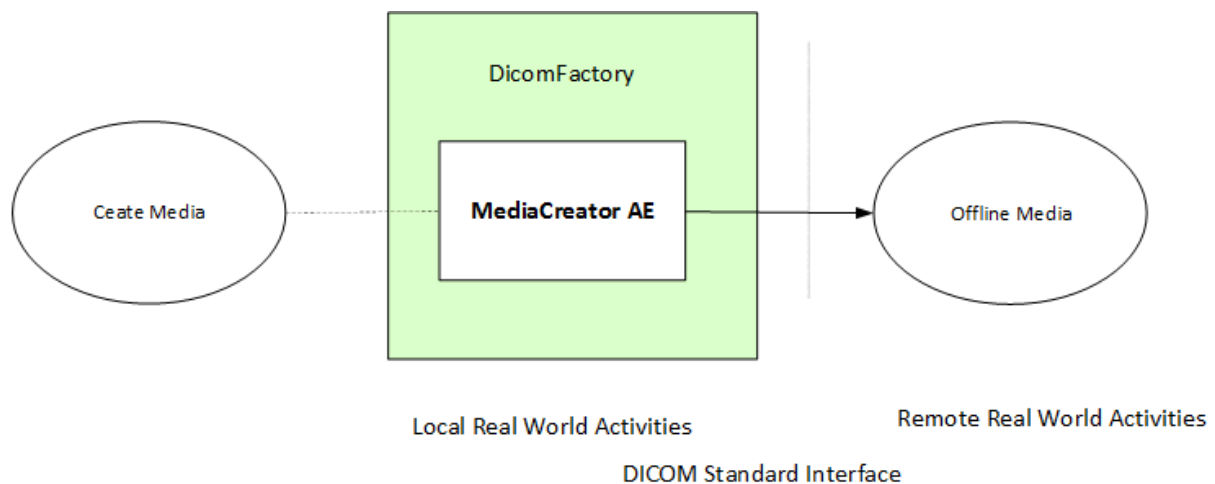 DicomFactory
Ceate Media
MediaCreator AE
Offline Media
Local Real World Activities
Remote Real World Activities
DICOM Standard Interface